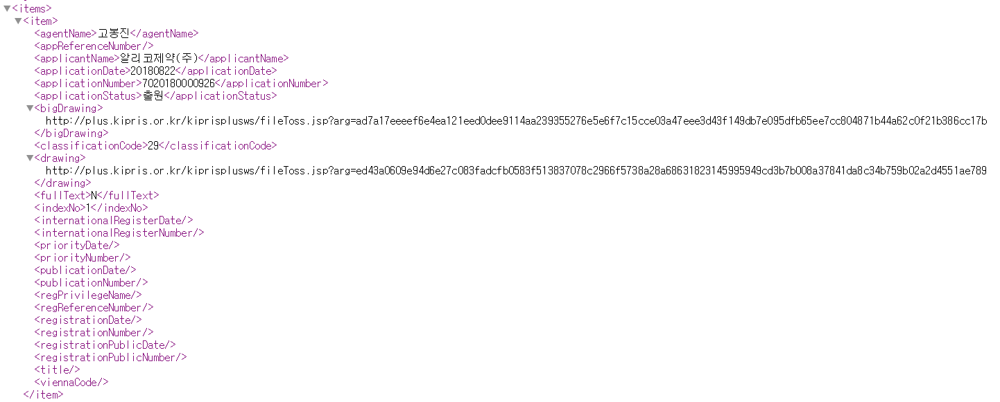 ▼<items>
▼<item>
<agentName>고봉진</agentName>
<appReferenceNumber/>
<applicantName>알리코제약(주)</applicantName>
<applicationDate>20180822</applicationDate>
<applicationNumber>7020180000926</applicationNumber>
<applicationStatus>출원</applicationStatus>
▼<bigDrawing>
http://plus.kipris.or.kr/kiprisplusws/fileToss.jsp?arg=ad7a17eeeef6e4ea121eed0dee9114aa239355276e5e6f7c15cce03a47eee3d43f149db7e095dfb65ee7cc804871b44a62c0f21b386cc17b
</bigDrawing>
<classificationCode>29</classificationCode>
▼<drawing>
http://plus.kipris.or.kr/kiprisplusws/fileToss.jsp?arg=ed43a0609e94d6e27c083fadcfb0583f513837078c2966f5738a28a68631823145995949cd3b7b008a37841da8c34b759b02a2d4551ae789
</drawing>
<fullText>N</fullText>
<indexNo>1</indexNo>
<internationalRegisterDate/>
<internationalRegisterNumber/>
<priorityDate/>
<priorityNumber/>
<publicationDate/>
<publicationNumber/>
<regPrivilegeName/>
<regReferenceNumber/>
<registrationDate/>
<registrationNumber/>
<registrationPublicDate/>
<registrationPublicNumber/>
<title/>
<viennaCode/>
</item>